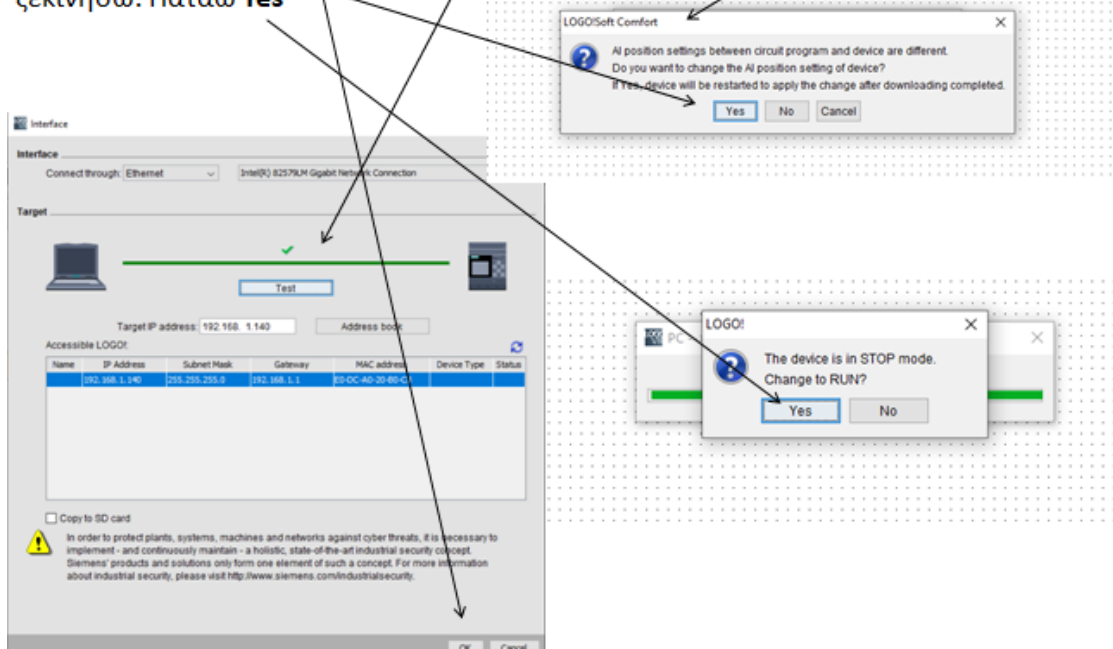 ξεκινήσω. Πατάω Yes
LOGO!Soft Comfort
AI position settings between circuit program and device are different.
Do you want to change the AI position setting of device?
If Yes, device will be restarted to apply the change after downloading completed.
Yes No Cancel
Interface
Interface
Connect through: Ethernet Intel(R) 82579LM Gigabit Network Connection
Target
Test
Target IP address: 192.168. 1.140 Address book
Accessible LOGO!:
Name IP Address Subnet Mask Gateway MAC address Device Type Status
192.168.1.140 255.255.255.0 192.168.1.1
Copy to SD card
In order to protect plants, systems, machines and networks against cyber threats, it is necessary to
implement - and continuously maintain - a holistic, state-of-the-art industrial security concept.
Siemens' products and solutions only form one element of such a concept. For more information
about industrial security, please visit http://www.siemens.com/industrialsecurity.
OK Cancel
PC
LOGO!
The device is in STOP mode.
Change to RUN?
Yes No